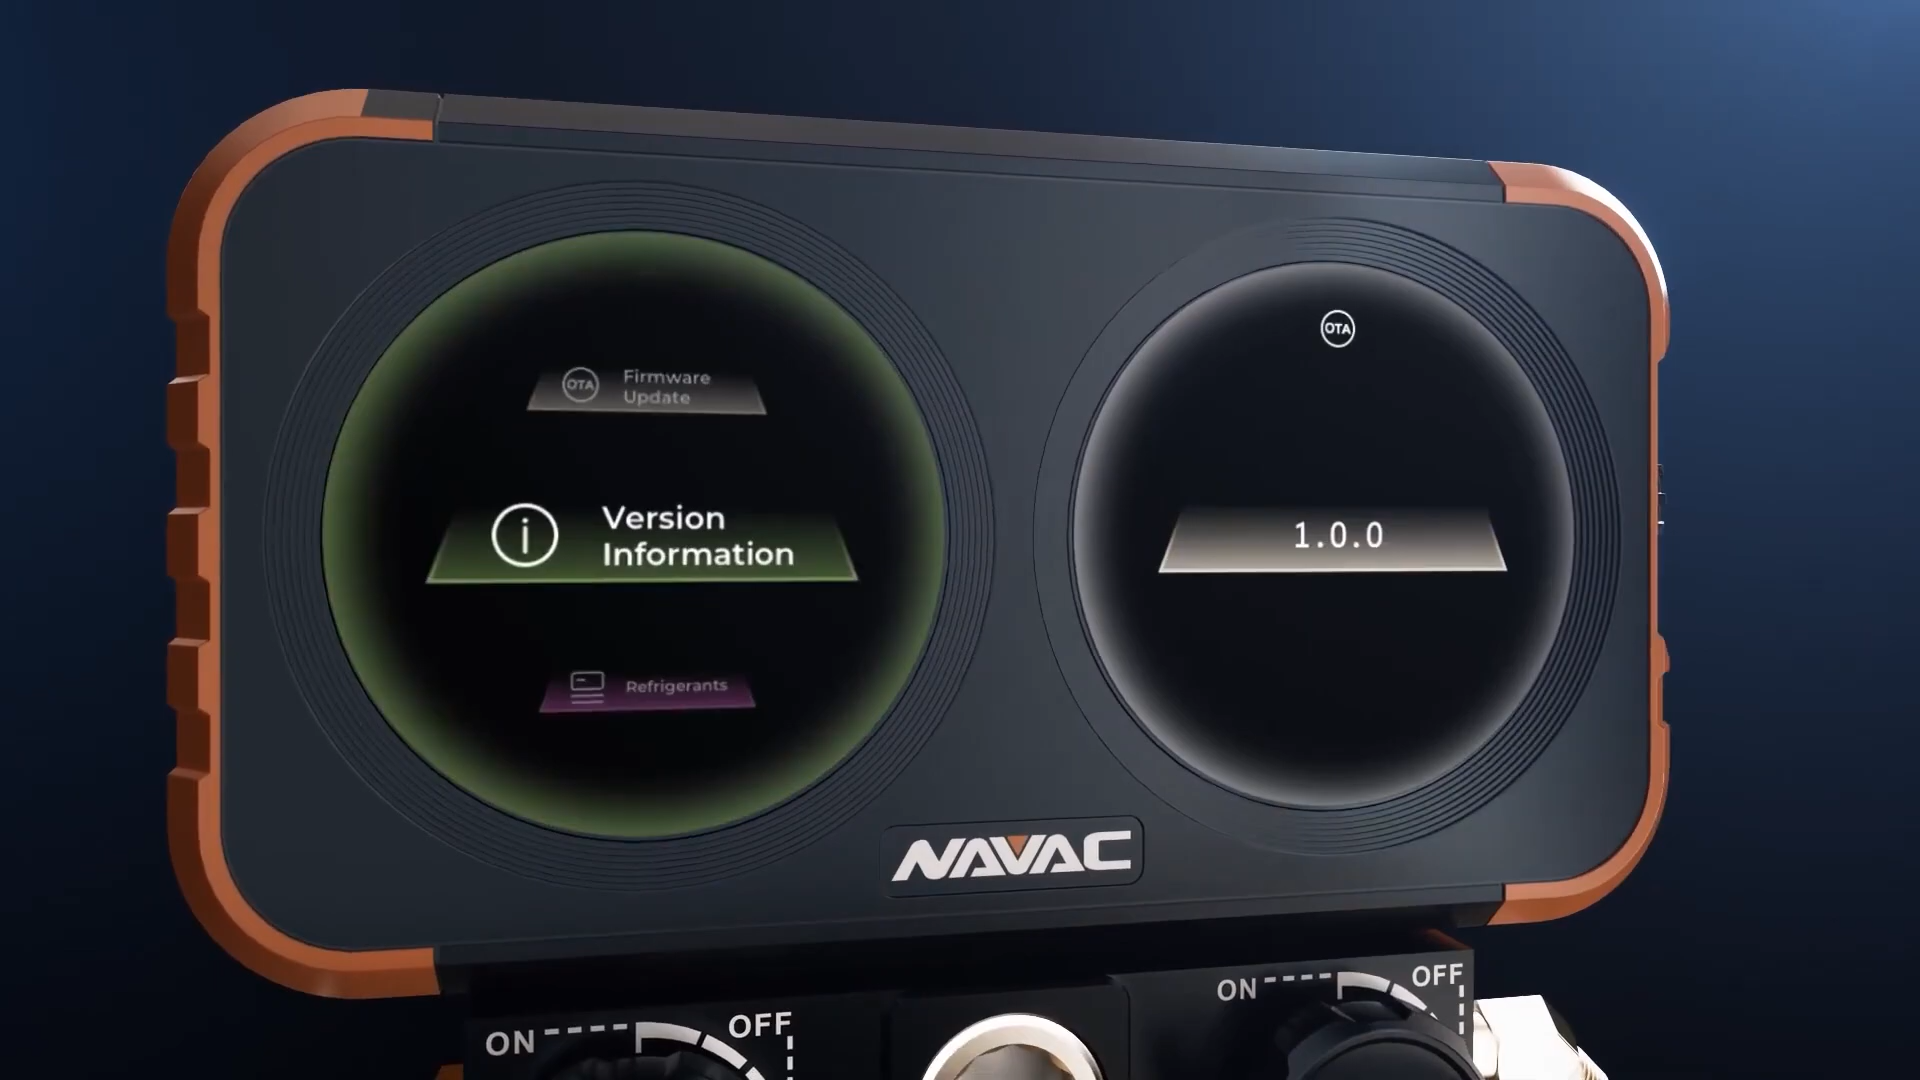 OTA
Firmware
Update
Version
Information
Refrigerants
OTA
1.0.0
NAVAC
ON
OFF
ON
OFF